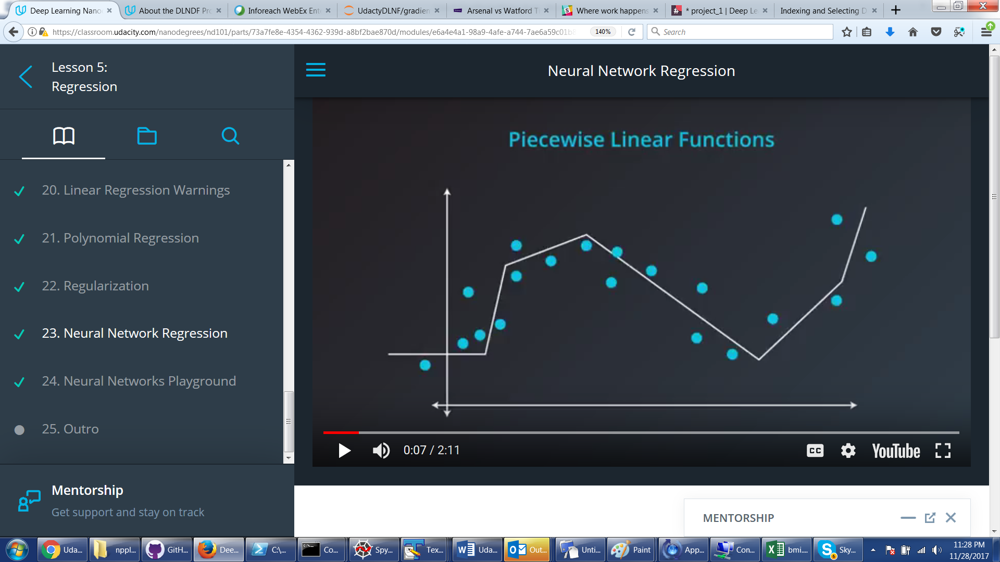 Deep Learning Nano
About the DLNDF Pro
Inforeach WebEx Ente
UdactyDLNF/gradien
Arsenal vs Watford Ti
Where work happens
* project_1 | Deep Le
Indexing and Selecting D
https://classroom.udacity.com/nanodegrees/nd101/parts/73a7fe8e-4354-4362-939d-a8bf2bae870d/modules/e6a4e4a1-98a9-4afe-a744-7ae6a59c01b8
140%
Search
Lesson 5:
Regression
20. Linear Regression Warnings
21. Polynomial Regression
22. Regularization
23. Neural Network Regression
24. Neural Networks Playground
25. Outro
Mentorship
Get support and stay on track
Neural Network Regression
Piecewise Linear Functions
0:07 / 2:11
CC
YouTube
MENTORSHIP
Uda...
nppl...
GitH...
Dee...
C:\...
Co...
Spy...
Tex...
Uda...
Out...
Unti...
Paint
App...
Con...
bmi....
Sky...
11:28 PM
11/28/2017